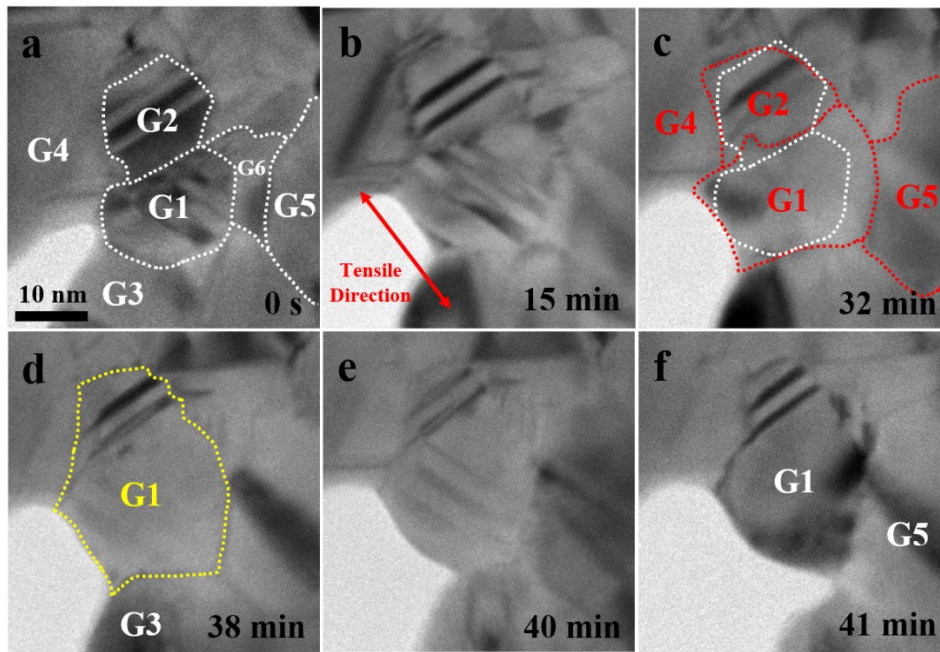 a
G2
G4
G6
G1
G5
G3
10 nm
0 s
b
Tensile
Direction
15 min
c
G4
G2
G1
G5
32 min
d
G1
G3
38 min
e
40 min
f
G1
G5
41 min